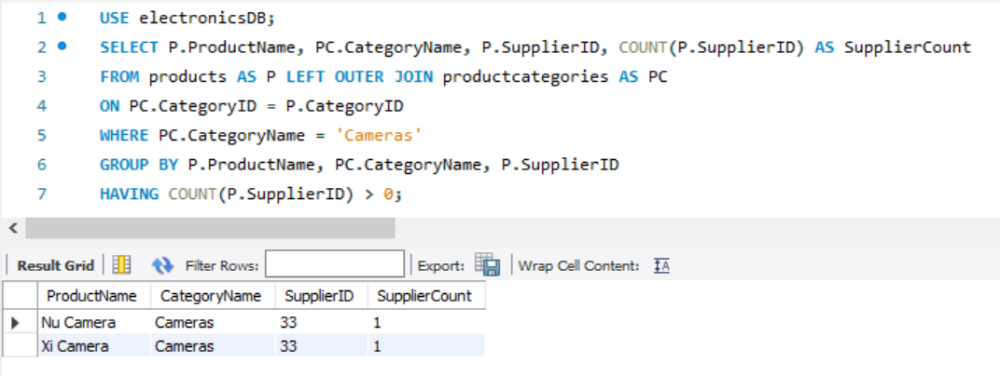 1 USE electronicsDB;
2 SELECT P.ProductName, PC.CategoryName, P.SupplierID, COUNT(P.SupplierID) AS SupplierCount
3 FROM products AS P LEFT OUTER JOIN productcategories AS PC
4 ON PC.CategoryID = P.CategoryID
5 WHERE PC.CategoryName = 'Cameras'
6 GROUP BY P.ProductName, PC.CategoryName, P.SupplierID
7 HAVING COUNT(P.SupplierID) > 0;
Result Grid Filter Rows: Export: Wrap Cell Content: IA
ProductName CategoryName SupplierID SupplierCount
Nu Camera Cameras 33 1
Xi Camera Cameras 33 1